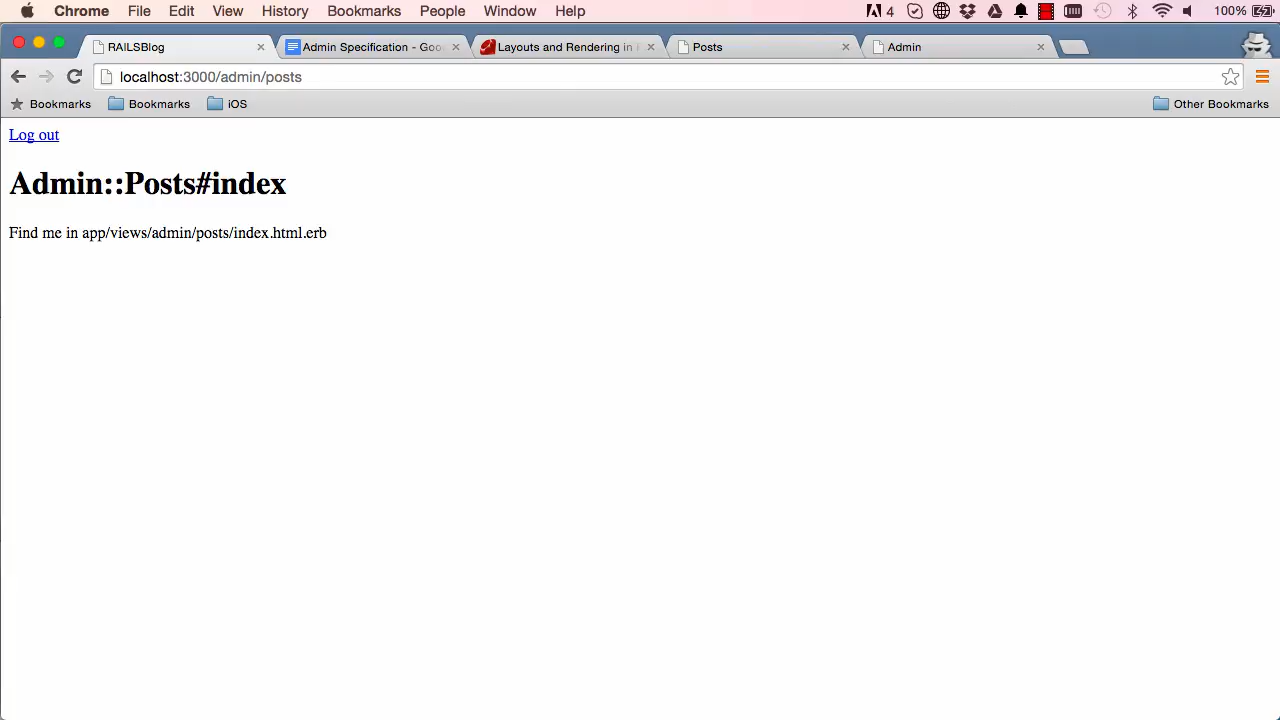 Chrome File Edit View History Bookmarks People Window Help 4 100%
RAILSBlog Admin Specification - Goo Layouts and Rendering in Posts Admin
localhost:3000/admin/posts
Bookmarks Bookmarks iOS Other Bookmarks
Log out
Admin::Posts#index
Find me in app/views/admin/posts/index.html.erb